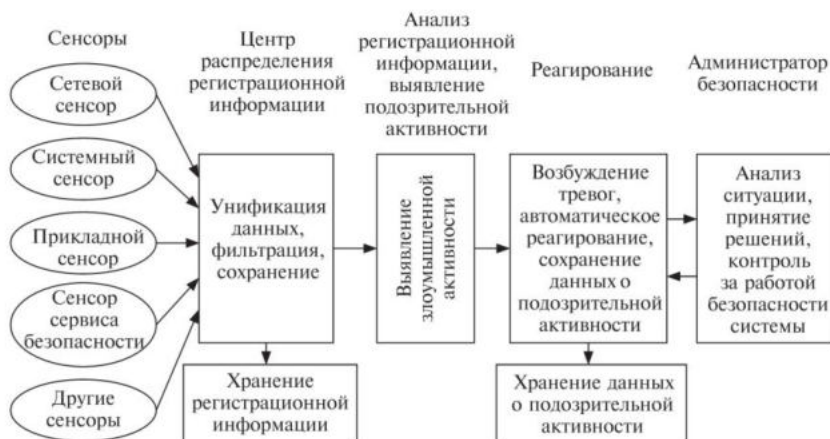 Сенсоры
Сетевой
сенсор
Системный
сенсор
Прикладной
сенсор
Сенсор
сервиса
безопасности
Другие
сенсоры
Центр
распределения
регистрационной
информации
Унификация
данных,
фильтрация,
сохранение
Хранение
регистрационной
информации
Анализ
регистрационной
информации,
выявление
подозрительной
активности
Выявление
злоумышленной
активности
Реагирование
Возбуждение
тревог,
автоматическое
реагирование,
сохранение
данных о
подозрительной
активности
Хранение данных
о подозрительной
активности
Администратор
безопасности
Анализ
ситуации,
принятие
решений,
контроль
за работой
безопасности
системы